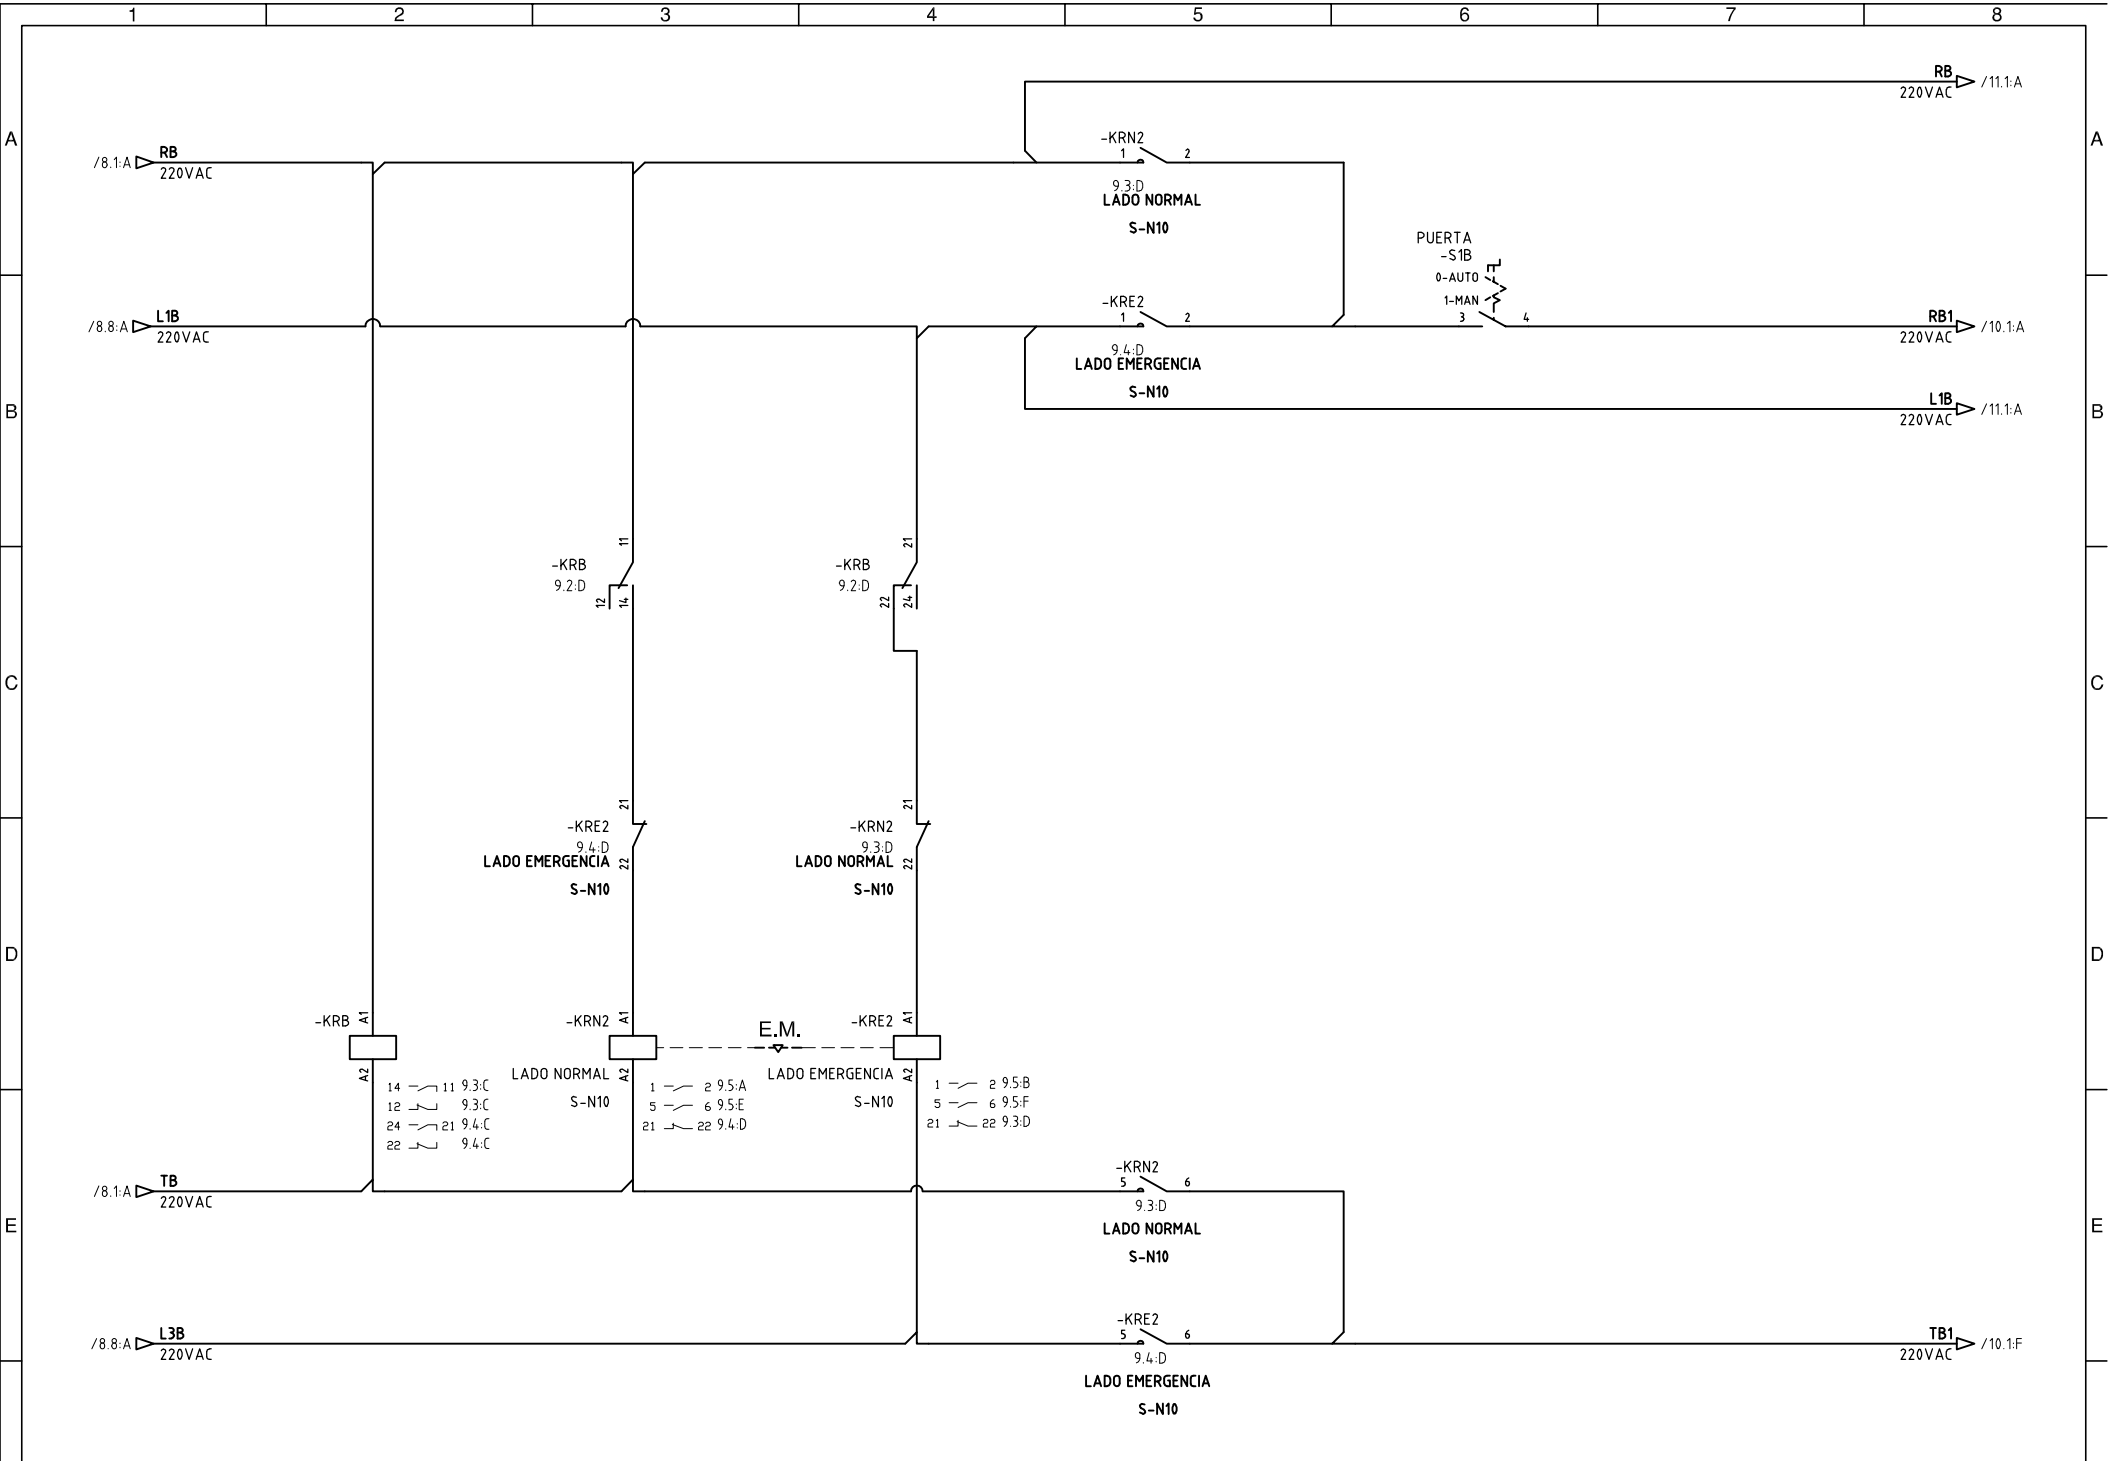 1 2 3 4 5 6 7 8
RB
220VAC
/11.1:A
A
A
/8.1:A
RB
220VAC
-KRN2
1 2
9.3:D
LADO NORMAL
S-N10
PUERTA
-S1B
0-AUTO
1-MAN
3 4
/8.8:A
L1B
220VAC
-KRE2
1 2
9.4:D
LADO EMERGENCIA
S-N10
RB1
220VAC
/10.1:A
B
B
L1B
220VAC
/11.1:A
11
-KRB
9.2:D
12 14
21
-KRB
9.2:D
22 24
C
C
21
-KRE2
9.4:D
LADO EMERGENCIA
22
S-N10
21
-KRN2
9.3:D
LADO NORMAL
22
S-N10
D
D
-KRB
A1
A2
14 11 9.3:C
12 9.3:C
24 21 9.4:C
22 9.4:C
-KRN2
A1
LADO NORMAL
A2
S-N10
1 2 9.5:A
5 6 9.5:E
21 22 9.4:D
E.M.
-KRE2
A1
LADO EMERGENCIA
A2
S-N10
1 2 9.5:B
5 6 9.5:F
21 22 9.3:D
/8.1:A
TB
220VAC
-KRN2
5 6
9.3:D
LADO NORMAL
S-N10
E
E
/8.8:A
L3B
220VAC
-KRE2
5 6
9.4:D
LADO EMERGENCIA
S-N10
TB1
220VAC
/10.1:F